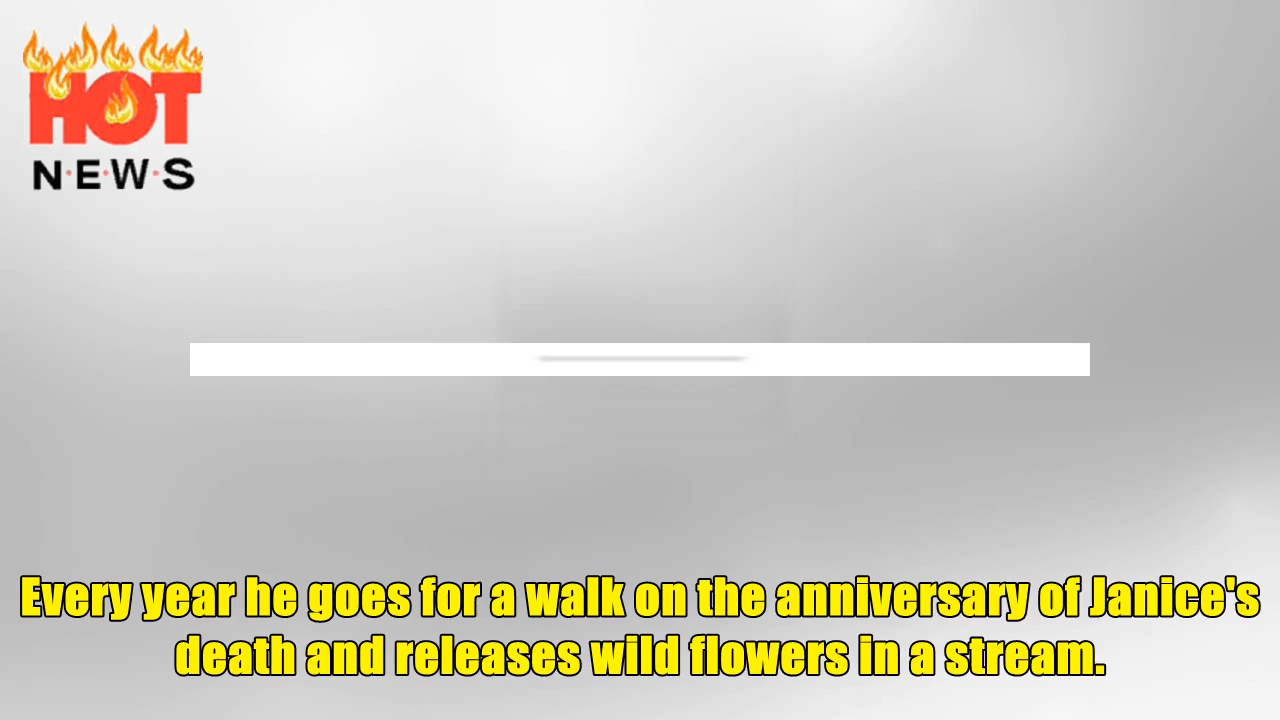 HOT
N·E·W·S
Every year he goes for a walk on the anniversary of Janice's
death and releases wild flowers in a stream.